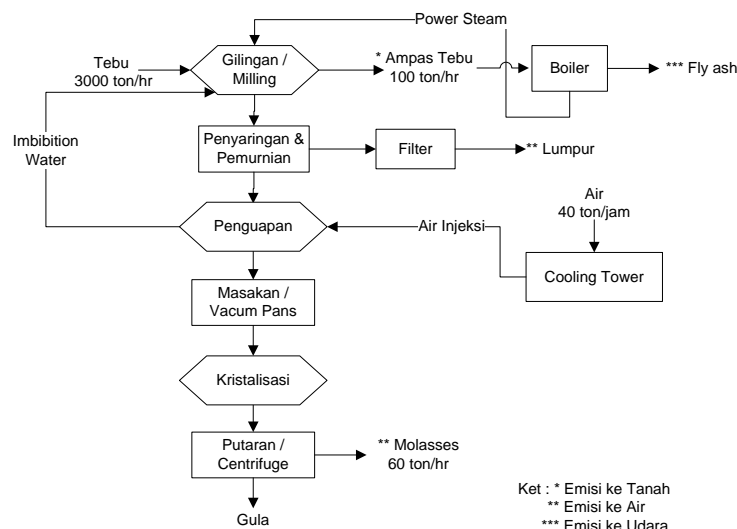 Power Steam
Tebu
3000 ton/hr
Gilingan /
Milling
* Ampas Tebu
100 ton/hr
Boiler
*** Fly ash
Imbibition
Water
Penyaringan &
Pemurnian
Filter
** Lumpur
Air
40 ton/jam
Penguapan
Air Injeksi
Cooling Tower
Masakan /
Vacum Pans
Kristalisasi
Putaran /
Centrifuge
** Molasses
60 ton/hr
Gula
Ket : * Emisi ke Tanah
** Emisi ke Air
*** Emisi ke Udara